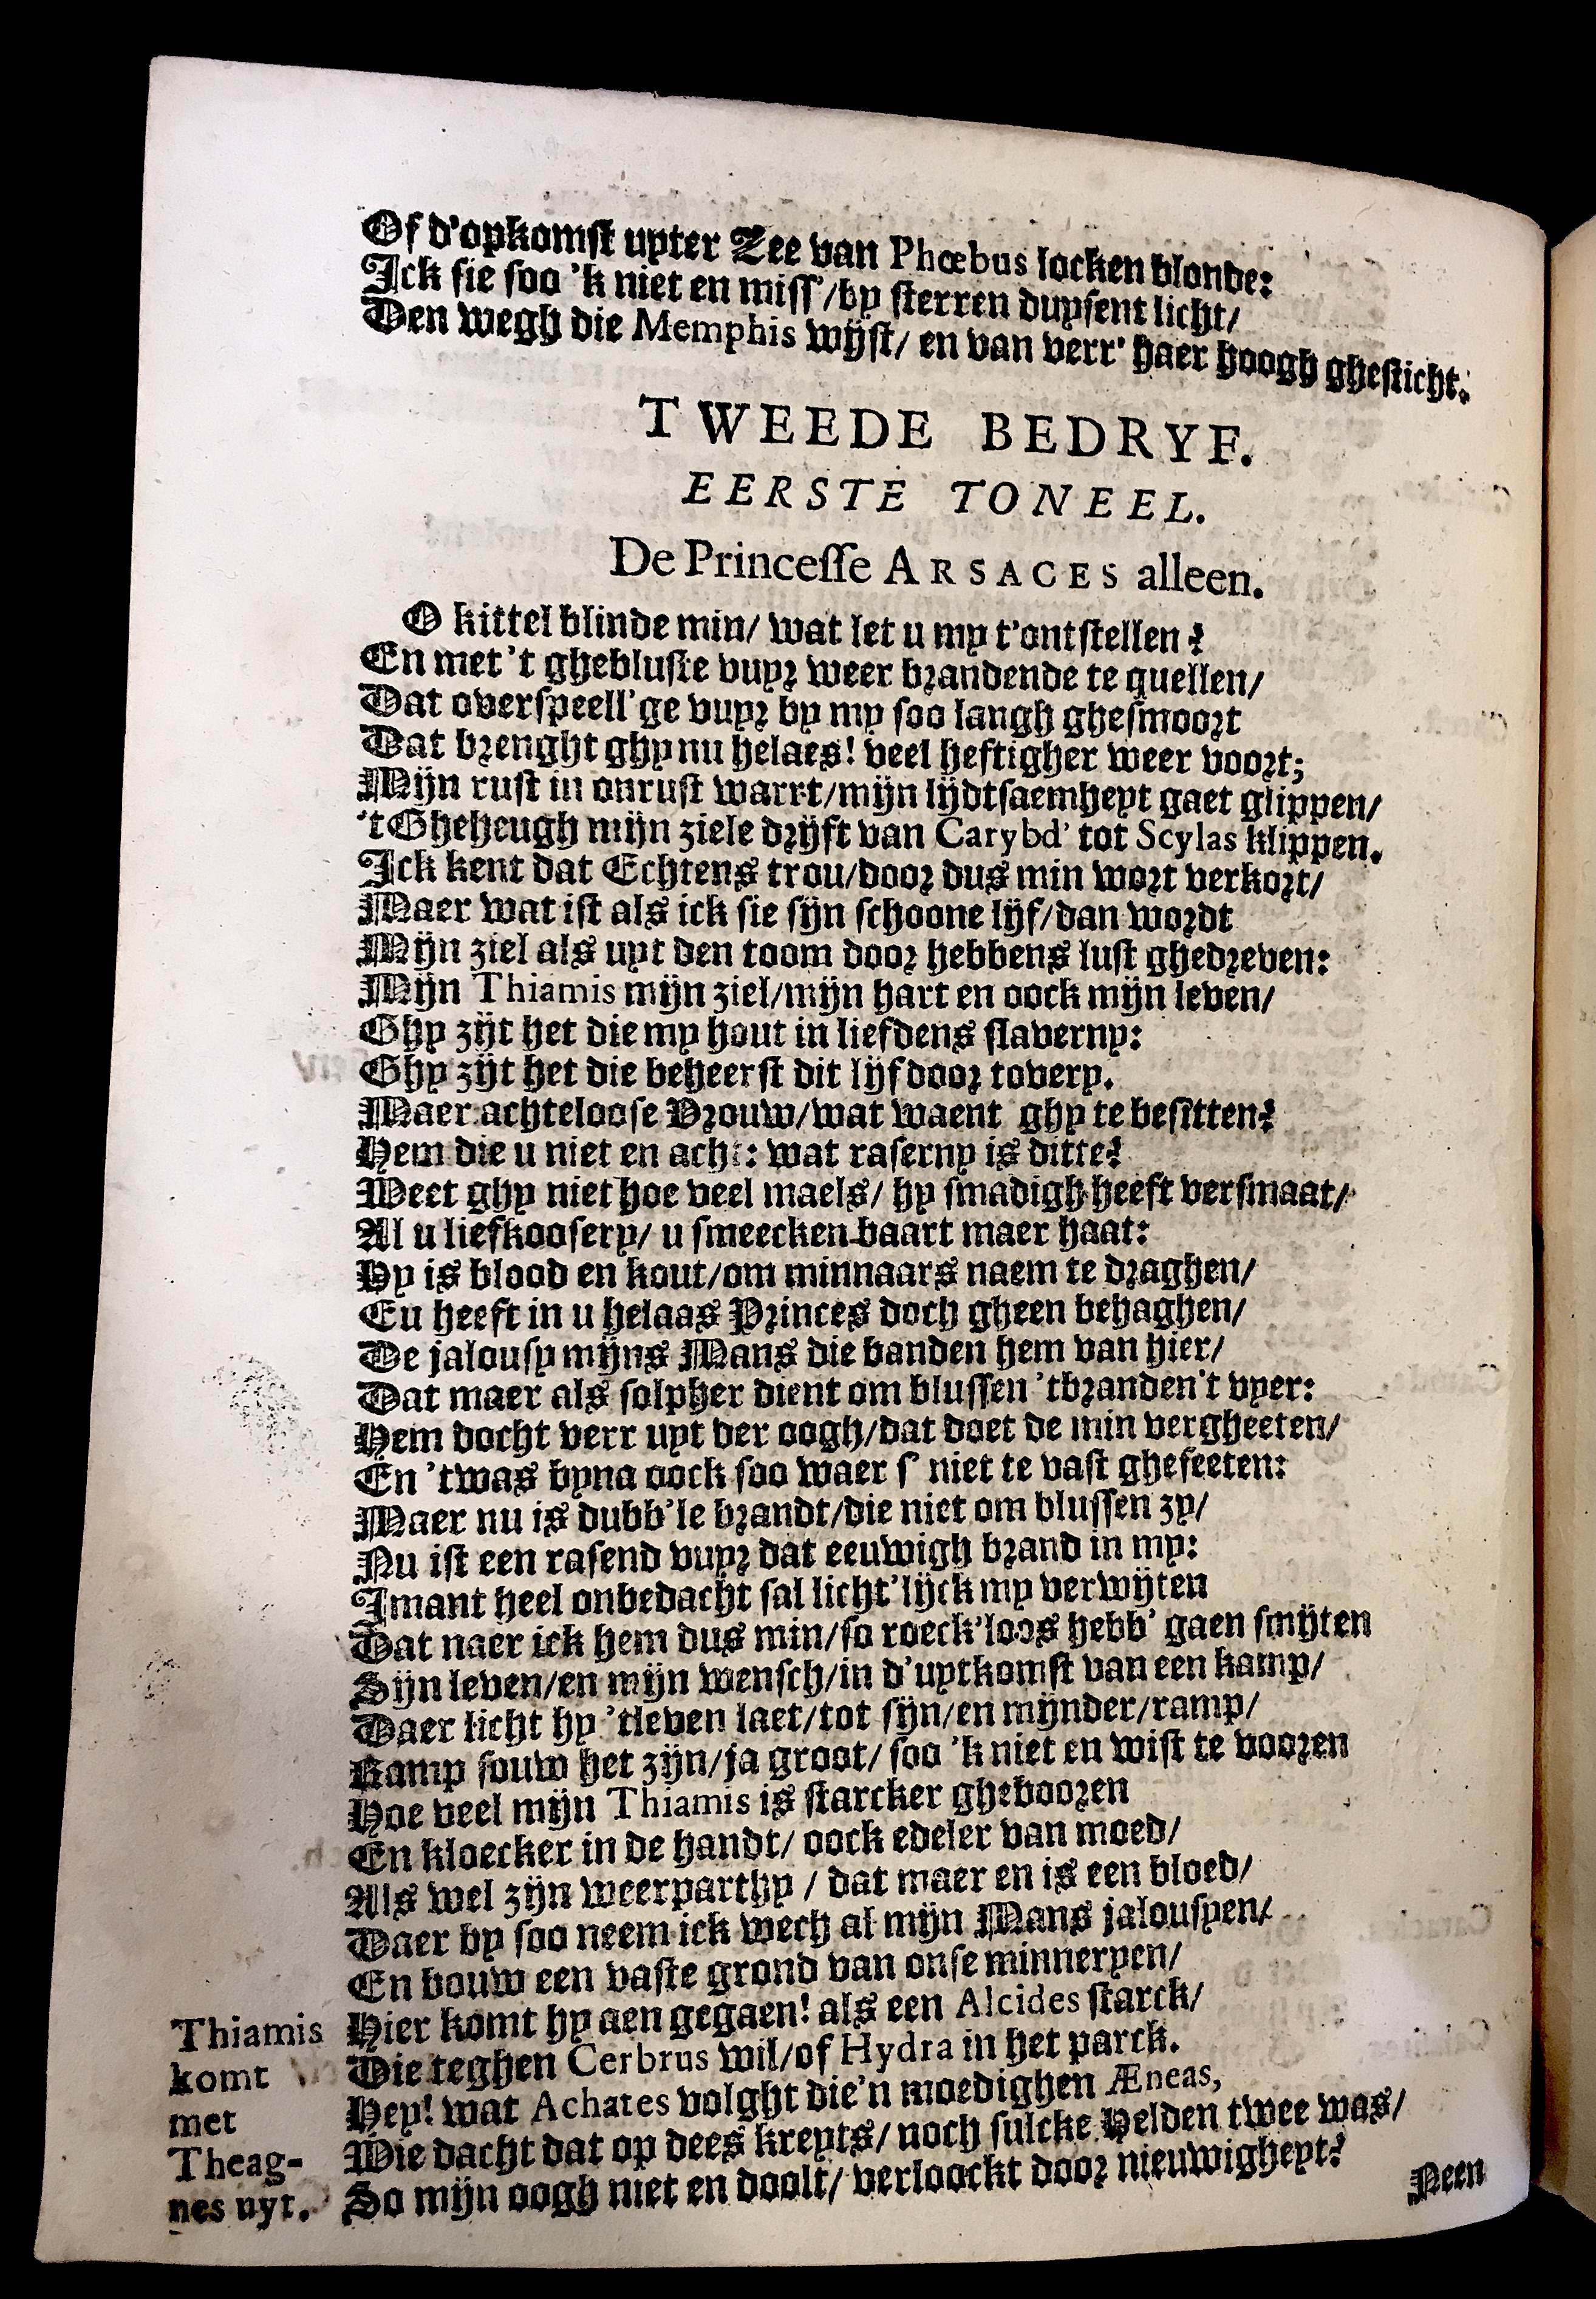 Of d'opkomst uyter Zee van Phœbus locken blonde:
Ick sie soo 'k niet en miss'/by sterren duysent licht/
Den wegh die Memphis wijst/ en van verr' haer hoogh ghesticht.
TWEEDE BEDRYF.
EERSTE TONEEL.
De Princesse ARSACES alleen.
O kittel blinde min/ wat let u my t'ontstellen?
En met 't ghebluste vuyr weer brandende te quellen/
Dat overspeell'ge vuyr by my soo langh ghesmoort
Dat brenght ghy nu helaes! veel heftigher weer voort;
Mijn rust in onrust warrt/mijn lijdtsaemheyt gaet glippen/
't Gheheugh mijn ziele drijft van Carybd' tot Scylas klippen.
Ick kent dat Echtens trou/door dus min wort verkort/
Maer wat ist als ick sie sijn schoone lijf/dan wordt
Mijn ziel als uyt den toom door hebbens lust ghedreven:
Mijn Thiamis mijn ziel/mijn hart en oock mijn leven/
Ghy zijt het die my hout in liefdens slaverny:
Ghy zijt het die beheerst dit lijf door tovery.
Maer achteloose Vrouw/wat waent ghy te besitten?
Hem die u niet en acht: wat raserny is ditte?
Weet ghy niet hoe veel maels/ hy smadigh heeft versmaat/
Al u liefkoosery/ u smeecken baart maer haat:
Hy is blood en kout/om minnaars naem te draghen/
Eu heeft in u helaas Princes doch gheen behaghen/
De jalousy mijns Mans die banden hem van hier/
Dat maer als solpher dient om blussen 'tbranden't vyer:
Hem docht verr uyt der oogh/dat doet de min vergheeten/
En 'twas byna oock soo waer s' niet te vast gheseeten:
Maer nu is dubb'le brandt/die niet om blussen zy/
Nu ist een rasend vuyr dat eeuwigh brand in my:
Imant heel onbedacht sal licht'lijck my verwijten
Dat naer ick hem dus min/so roeck'loos hebb' gaen smijten
Sijn leven/en mijn wensch/in d'uytkomst van een kamp/
Daer licht hy 'tleven laet/tot sijn/en mijnder/ramp/
Ramp souw het zijn/ja groot/ soo 'k niet en wist te vooren
Hoe veel mijn Thiamis is starcker ghebooren
En kloecker in de handt/ oock edeler van moed/
Als wel zijn weerparthy / dat maer en is een bloed/
Daer by soo neem ick wech al mijn Mans jalousyen/
En bouw een vaste grond van onse minneryen/
Hier komt hy aen gegaen! als een Alcides starck/
Die teghen Cerbrus wil/of Hydra in het parck.
Hey! wat Achates volght die'n moedighen Æneas,
Wie dacht dat op dees kreyts/ noch sulcke Helden twee was/
So mijn oogh niet en doolt/ verloockt door nieuwigheyt?
Thiamis
komt
met
Theag-
nes uyt.
Neen